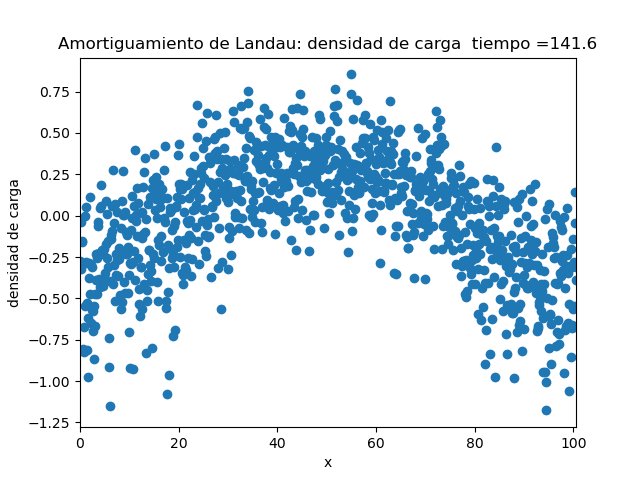 Amortiguamiento de Landau: densidad de carga  tiempo =141.6
densidad de carga
0.75
0.50
0.25
0.00
−0.25
−0.50
−0.75
−1.00
−1.25
0 20 40 60 80 100
x